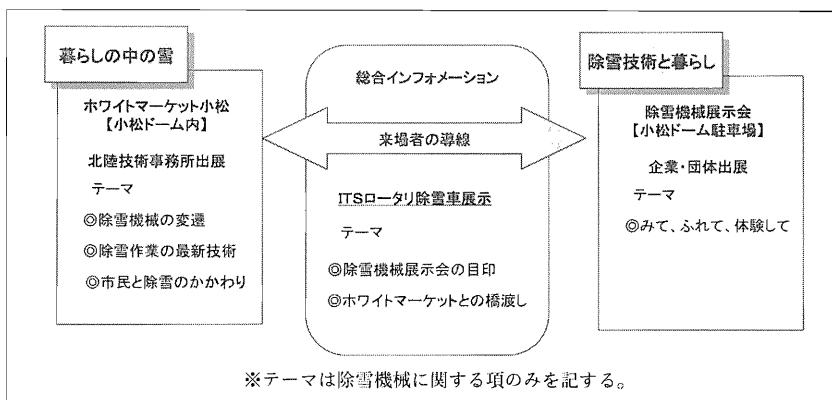 暮らしの中の雪
ホワイトマーケット小松
【小松ドーム内】
北陸技術事務所出展
テーマ
◎除雪機械の変遷
◎除雪作業の最新技術
◎市民と除雪のかかわり
総合インフォメーション
来場者の導線
ITSロータリ除雪車展示
テーマ
◎除雪機械展示会の目印
◎ホワイトマーケットとの橋渡し
除雪技術と暮らし
除雪機械展示会
【小松ドーム駐車場】
企業・団体出展
テーマ
◎みて、ふれて、体験して
※テーマは除雪機械に関する項のみを記する。